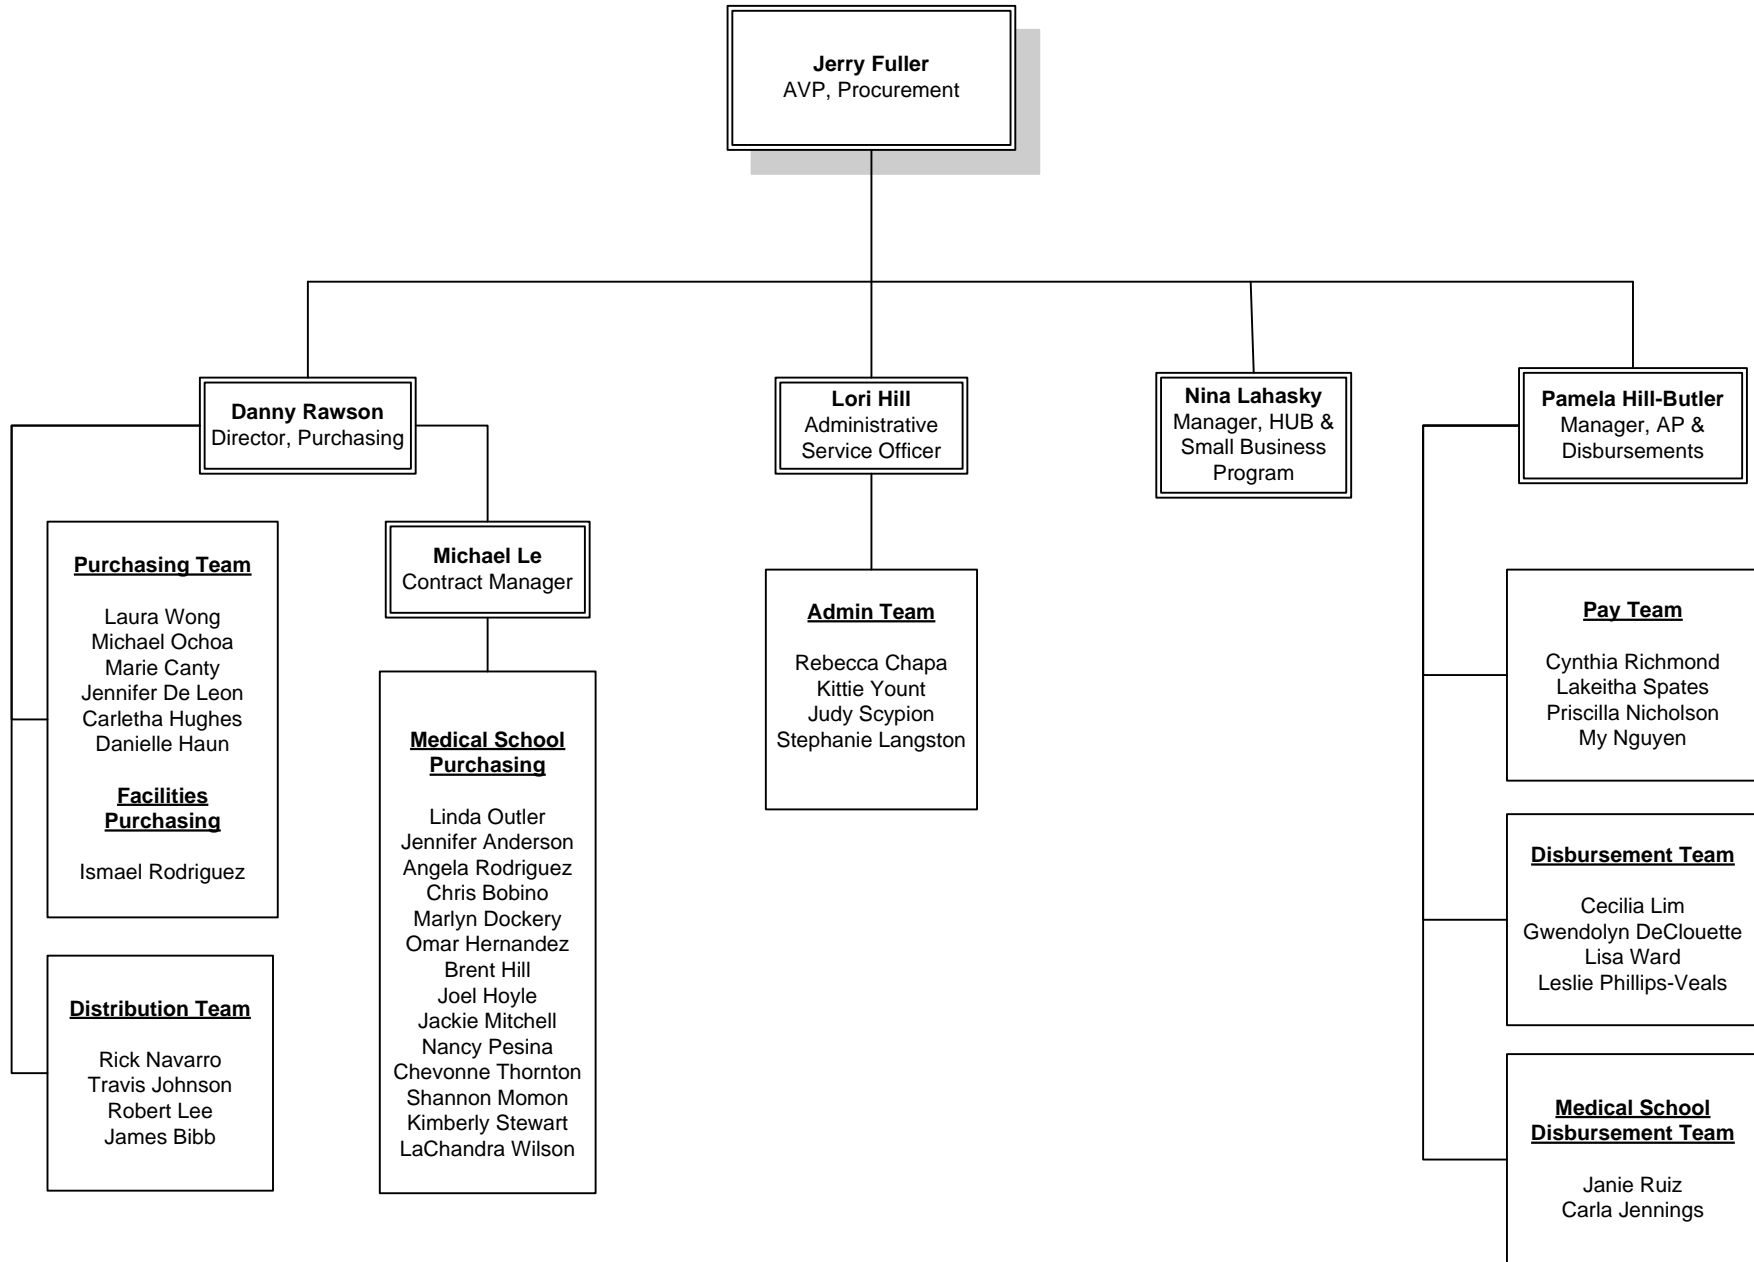 Jerry Fuller
AVP, Procurement
Danny Rawson
Director, Purchasing
Lori Hill
Administrative
Service Officer
Nina Lahasky
Manager, HUB &
Small Business
Program
Pamela Hill-Butler
Manager, AP &
Disbursements
Purchasing Team
Laura Wong
Michael Ochoa
Marie Canty
Jennifer De Leon
Carletha Hughes
Danielle Haun
Facilities
Purchasing
Ismael Rodriguez
Distribution Team
Rick Navarro
Travis Johnson
Robert Lee
James Bibb
Michael Le
Contract Manager
Medical School
Purchasing
Linda Outler
Jennifer Anderson
Angela Rodriguez
Chris Bobino
Marlyn Dockery
Omar Hernandez
Brent Hill
Joel Hoyle
Jackie Mitchell
Nancy Pesina
Chevonne Thornton
Shannon Momon
Kimberly Stewart
LaChandra Wilson
Admin Team
Rebecca Chapa
Kittie Yount
Judy Scypion
Stephanie Langston
Pay Team
Cynthia Richmond
Lakeitha Spates
Priscilla Nicholson
My Nguyen
Disbursement Team
Cecilia Lim
Gwendolyn DeClouette
Lisa Ward
Leslie Phillips-Veals
Medical School
Disbursement Team
Janie Ruiz
Carla Jennings